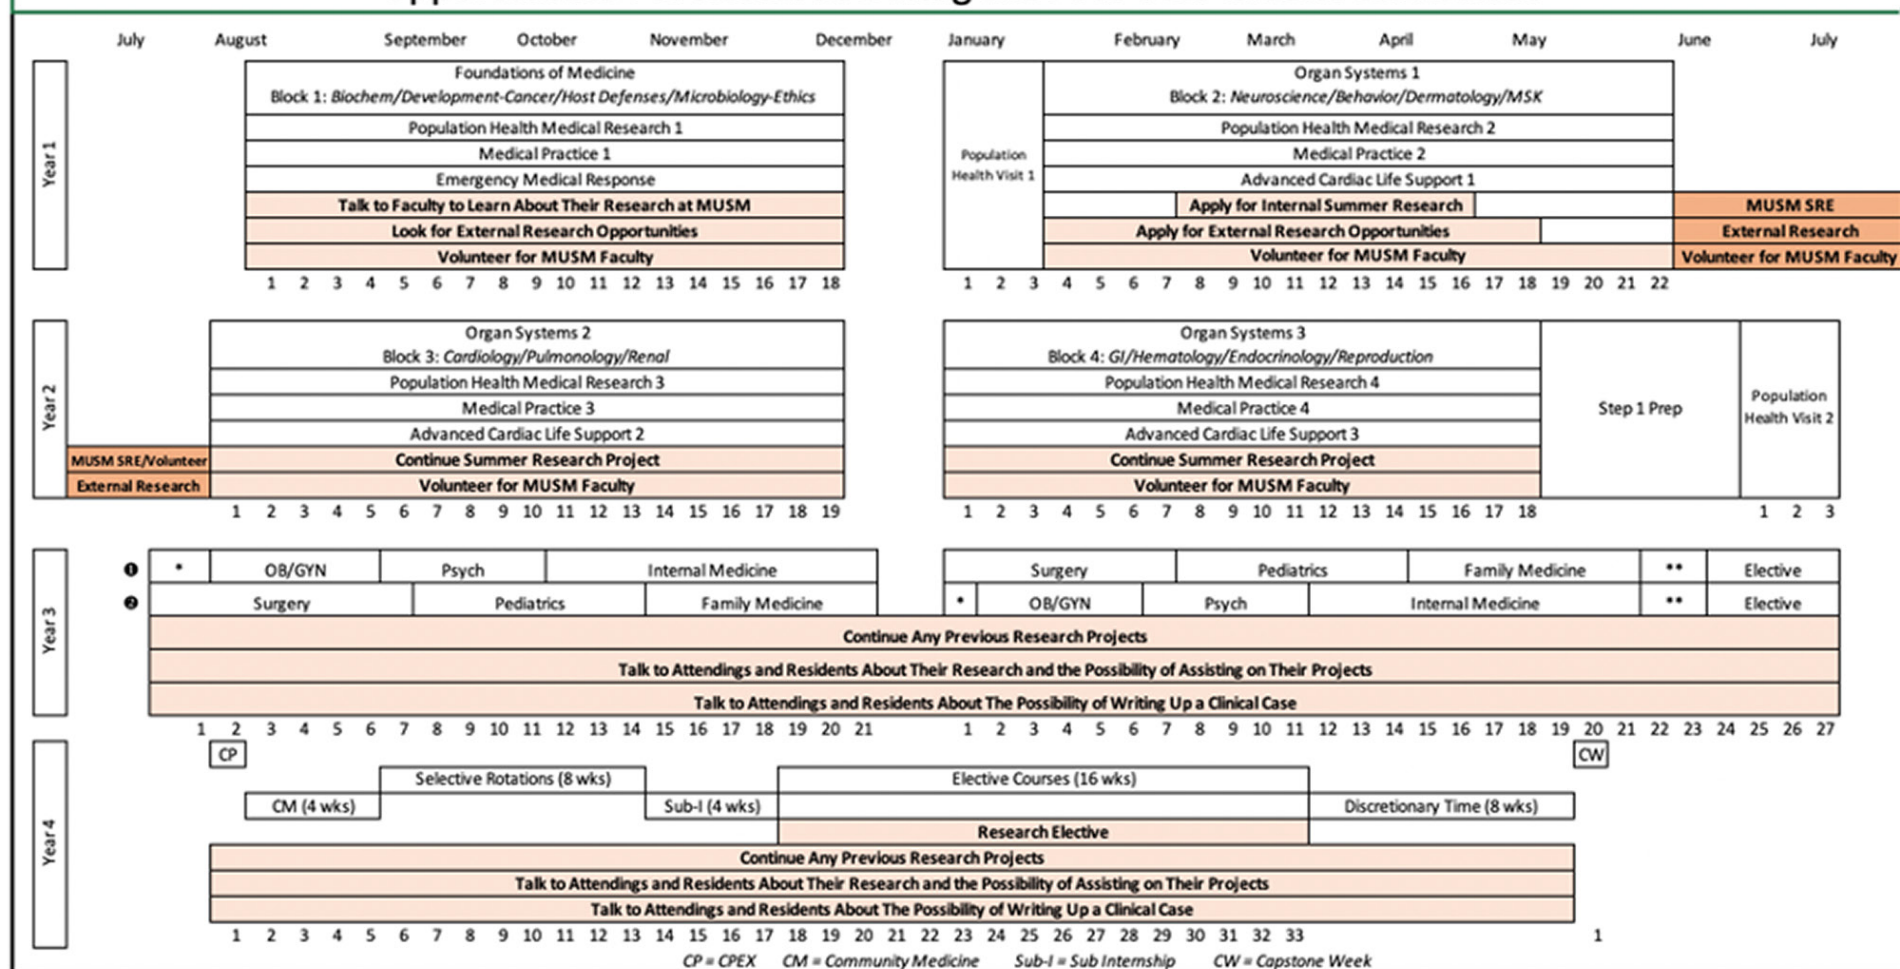 July August September October November December January February March April May June July
Year 1
Foundations of Medicine
Block 1: Biochem/Development-Cancer/Host Defenses/Microbiology-Ethics
Population Health Medical Research 1
Medical Practice 1
Emergency Medical Response
Talk to Faculty to Learn About Their Research at MUSM
Look for External Research Opportunities
Volunteer for MUSM Faculty
Population
Health Visit 1
Organ Systems 1
Block 2: Neuroscience/Behavior/Dermatology/MSK
Population Health Medical Research 2
Medical Practice 2
Advanced Cardiac Life Support 1
Apply for Internal Summer Research
Apply for External Research Opportunities
Volunteer for MUSM Faculty
MUSM SRE
External Research
Volunteer for MUSM Faculty
1 2 3 4 5 6 7 8 9 10 11 12 13 14 15 16 17 18 1 2 3 4 5 6 7 8 9 10 11 12 13 14 15 16 17 18 19 20 21 22
Year 2
MUSM SRE/Volunteer
External Research
Organ Systems 2
Block 3: Cardiology/Pulmonology/Renal
Population Health Medical Research 3
Medical Practice 3
Advanced Cardiac Life Support 2
Continue Summer Research Project
Volunteer for MUSM Faculty
Organ Systems 3
Block 4: GI/Hematology/Endocrinology/Reproduction
Population Health Medical Research 4
Medical Practice 4
Advanced Cardiac Life Support 3
Continue Summer Research Project
Volunteer for MUSM Faculty
Step 1 Prep
Population
Health Visit 2
1 2 3 4 5 6 7 8 9 10 11 12 13 14 15 16 17 18 19 1 2 3 4 5 6 7 8 9 10 11 12 13 14 15 16 17 18 1 2 3
Year 3
❶ * OB/GYN Psych Internal Medicine Surgery Pediatrics Family Medicine ** Elective
❷ Surgery Pediatrics Family Medicine * OB/GYN Psych Internal Medicine ** Elective
Continue Any Previous Research Projects
Talk to Attendings and Residents About Their Research and the Possibility of Assisting on Their Projects
Talk to Attendings and Residents About The Possibility of Writing Up a Clinical Case
1 2 3 4 5 6 7 8 9 10 11 12 13 14 15 16 17 18 19 20 21 1 2 3 4 5 6 7 8 9 10 11 12 13 14 15 16 17 18 19 20 21 22 23 24 25 26 27
Year 4
CP CW
Selective Rotations (8 wks) Elective Courses (16 wks)
CM (4 wks) Sub-I (4 wks) Discretionary Time (8 wks)
Research Elective
Continue Any Previous Research Projects
Talk to Attendings and Residents About Their Research and the Possibility of Assisting on Their Projects
Talk to Attendings and Residents About The Possibility of Writing Up a Clinical Case
1 2 3 4 5 6 7 8 9 10 11 12 13 14 15 16 17 18 19 20 21 22 23 24 25 26 27 28 29 30 31 32 33 1
CP = CPEX CM = Community Medicine Sub-I = Sub Internship CW = Capstone Week